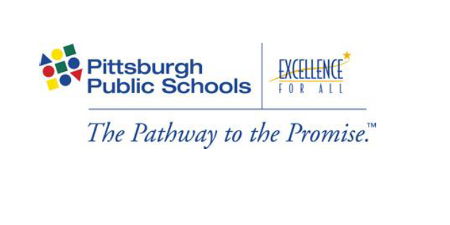 Pittsburgh
Public Schools
EXCELLENCE
FOR ALL
The Pathway to the Promise.™